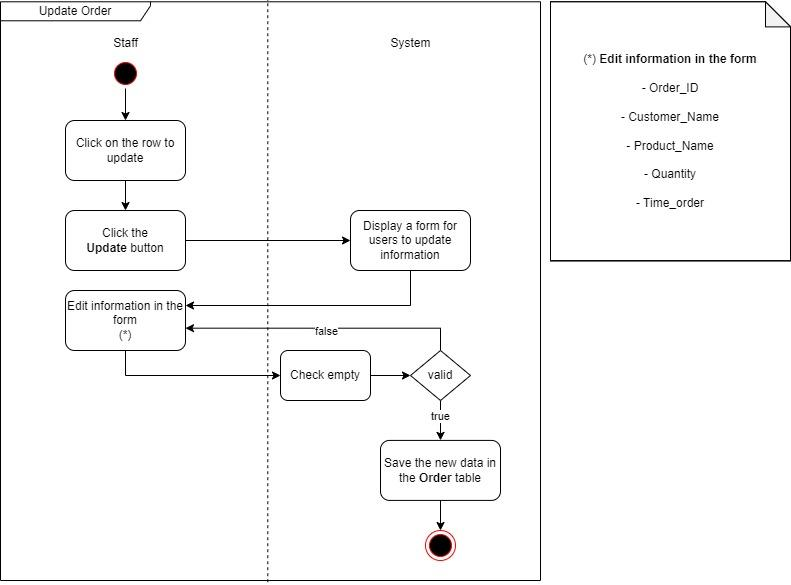 Update Order
Staff
System
Click on the row to
update
Click the
Update button
Display a form for
users to update
information
Edit information in the
form
(*)
false
Check empty
valid
true
Save the new data in
the Order table
(*) Edit information in the form
- Order_ID
- Customer_Name
- Product_Name
- Quantity
- Time_order